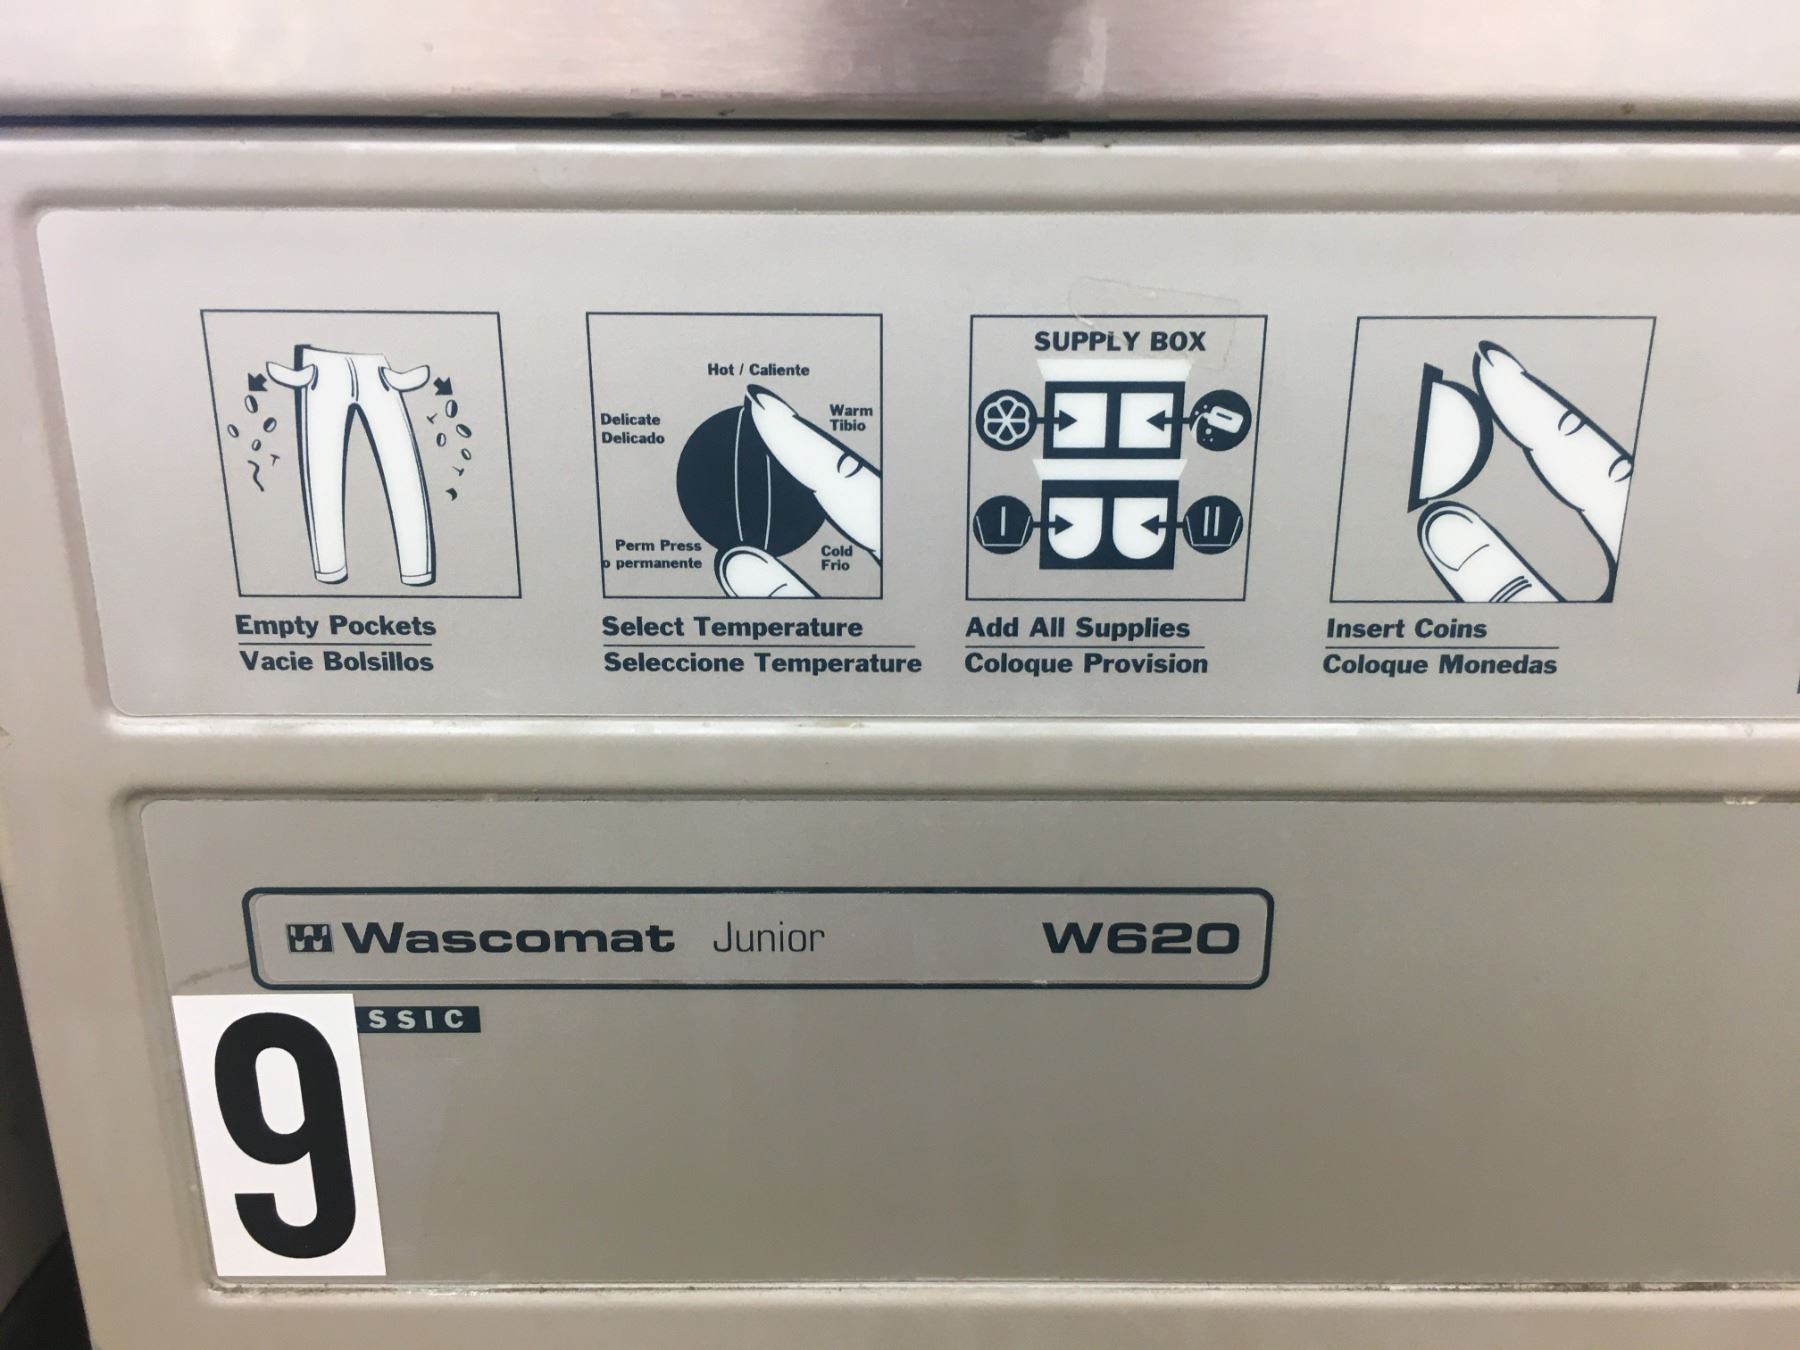 Hot / Caliente
Delicate
Delicado
Warm
Tibio
Perm Press
o permanente
Cold
Frio
SUPPLY BOX
I
II
Empty Pockets
Vacie Bolsillos
Select Temperature
Seleccione Temperature
Add All Supplies
Coloque Provision
Insert Coins
Coloque Monedas
Wascomat Junior W620
SSIC
9